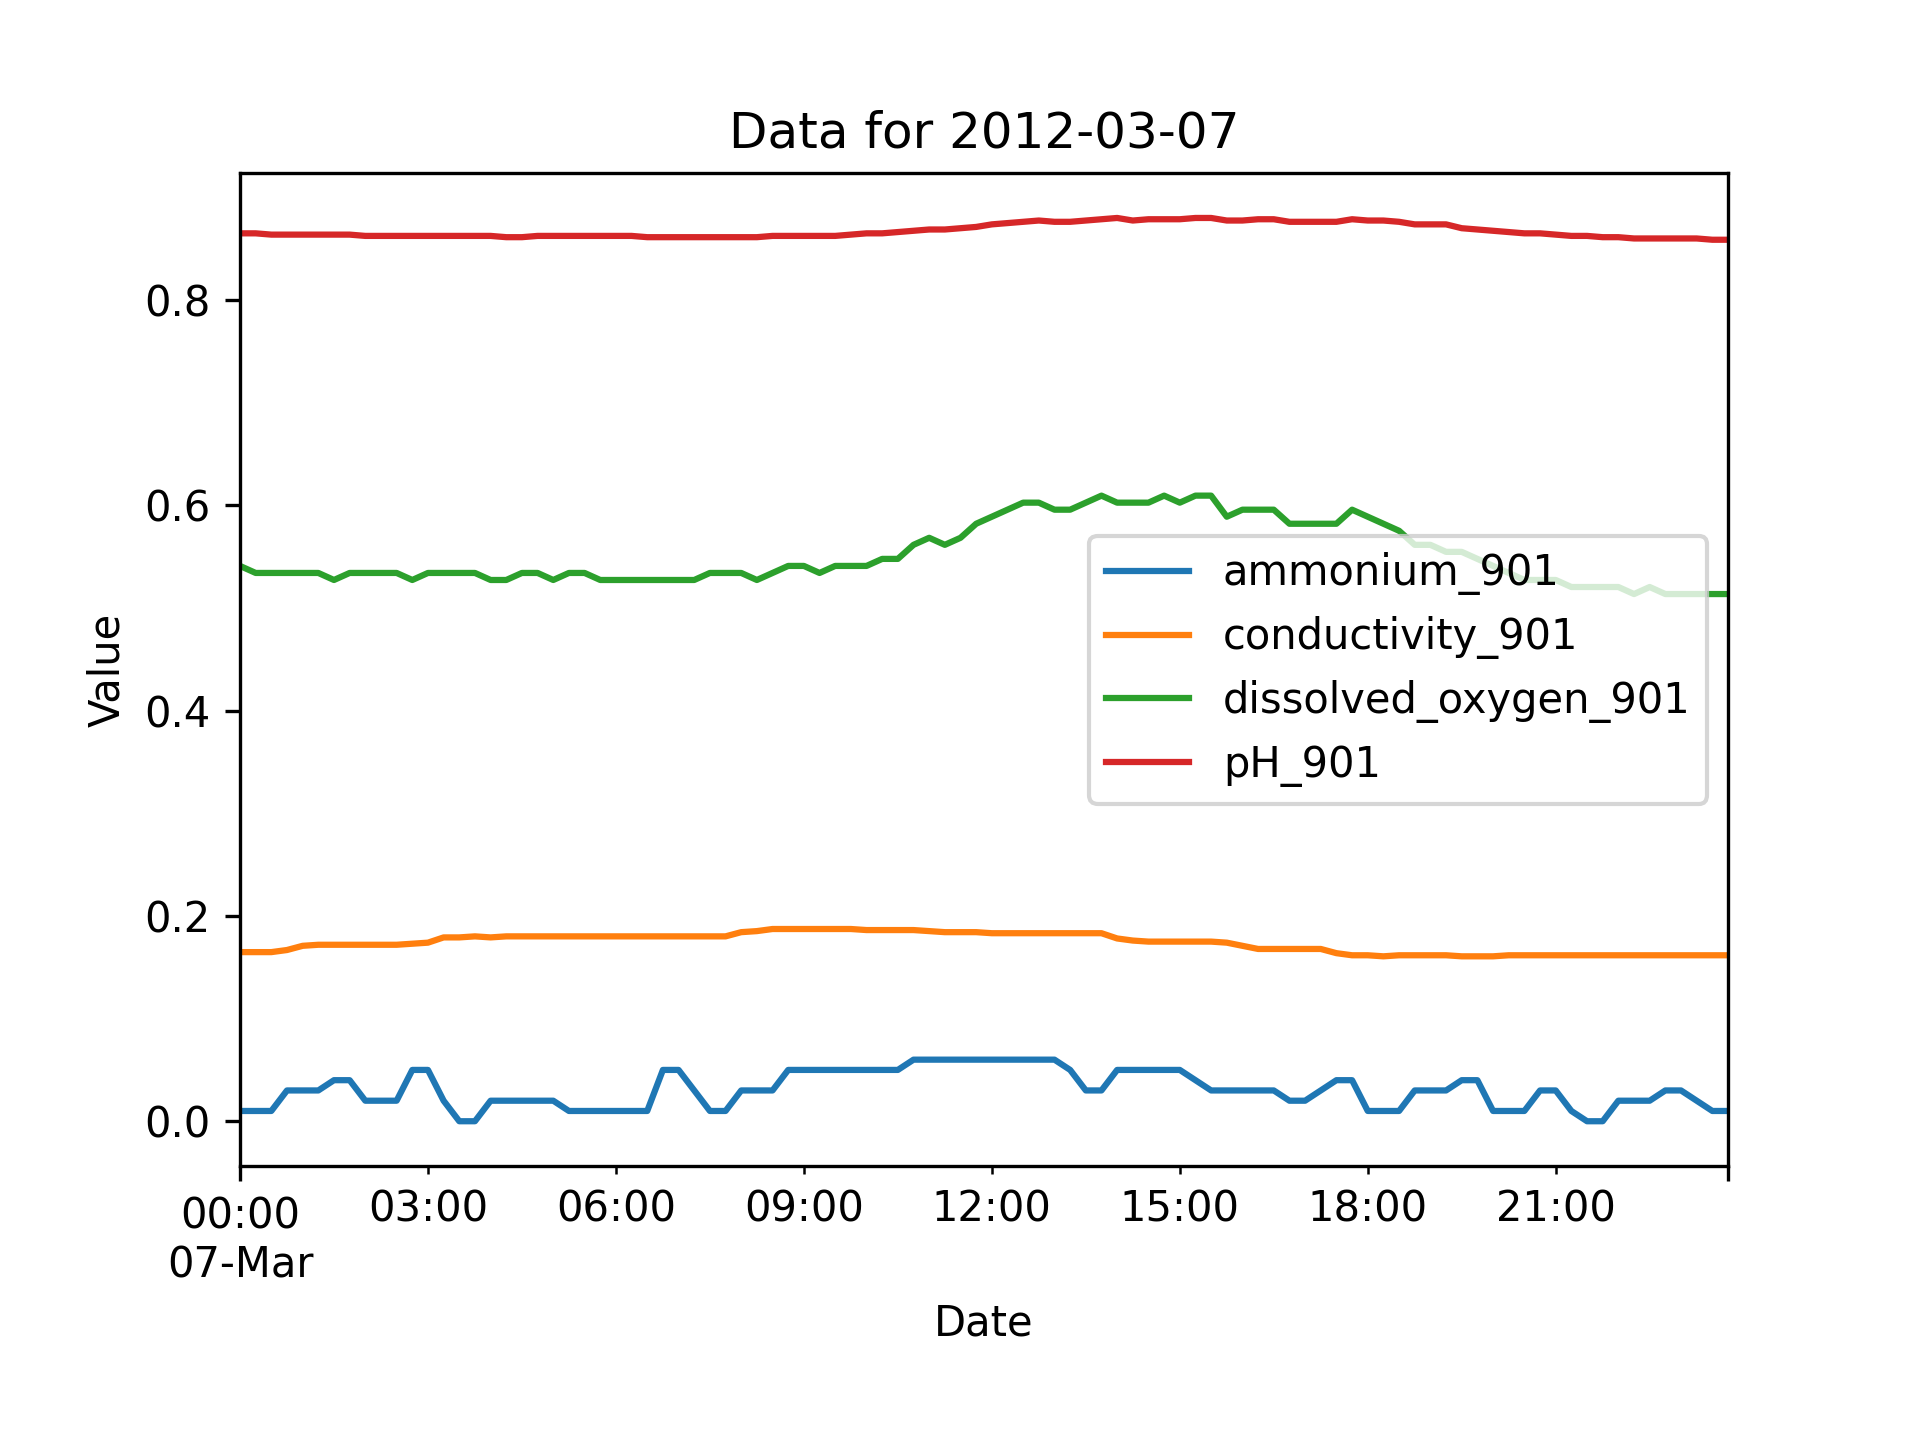 Data for 2012-03-07
0.8
0.6
0.4
0.2
0.0
Value
ammonium_901
conductivity_901
dissolved_oxygen_901
pH_901
00:00 03:00 06:00 09:00 12:00 15:00 18:00 21:00
07-Mar
Date